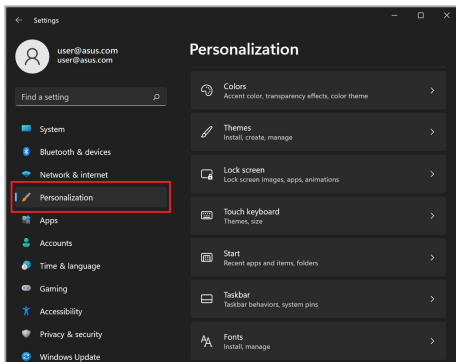 Settings
user@asus.com
user@asus.com
Find a setting
System
Bluetooth & devices
Network & internet
Personalization
Apps
Accounts
Time & language
Gaming
Accessibility
Privacy & security
Windows Update
Personalization
Colors
Accent color, transparency effects, color theme
Themes
Install, create, manage
Lock screen
Lock screen images, apps, animations
Touch keyboard
Themes, size
Start
Recent apps and items, folders
Taskbar
Taskbar behaviors, system pins
Fonts
Install, manage